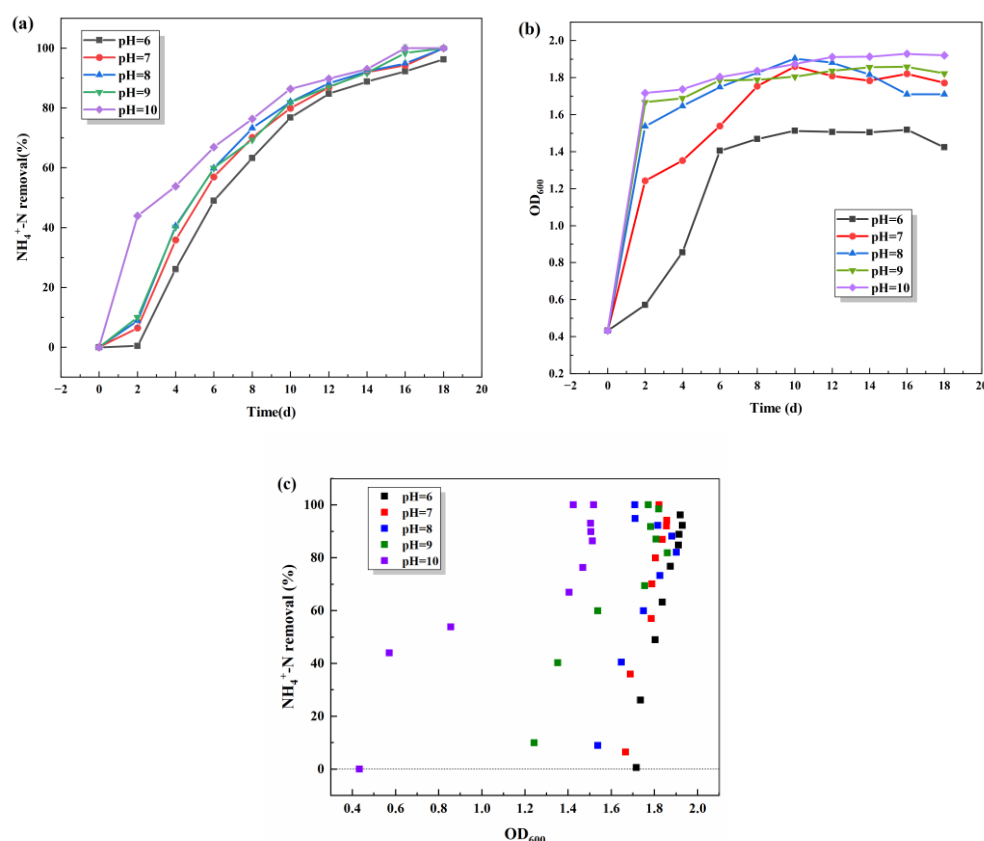 (a)
pH=6
pH=7
pH=8
pH=9
pH=10
NH₄⁺-N removal(%)
100
80
60
40
20
0
−2 0 2 4 6 8 10 12 14 16 18 20
Time(d)
(b)
OD₆₀₀
2.0
1.8
1.6
1.4
1.2
1.0
0.8
0.6
0.4
0.2
pH=6
pH=7
pH=8
pH=9
pH=10
−2 0 2 4 6 8 10 12 14 16 18 20
Time (d)
(c)
pH=6
pH=7
pH=8
pH=9
pH=10
NH₄⁺-N removal (%)
100
80
60
40
20
0
0.4 0.6 0.8 1.0 1.2 1.4 1.6 1.8 2.0
OD₆₀₀